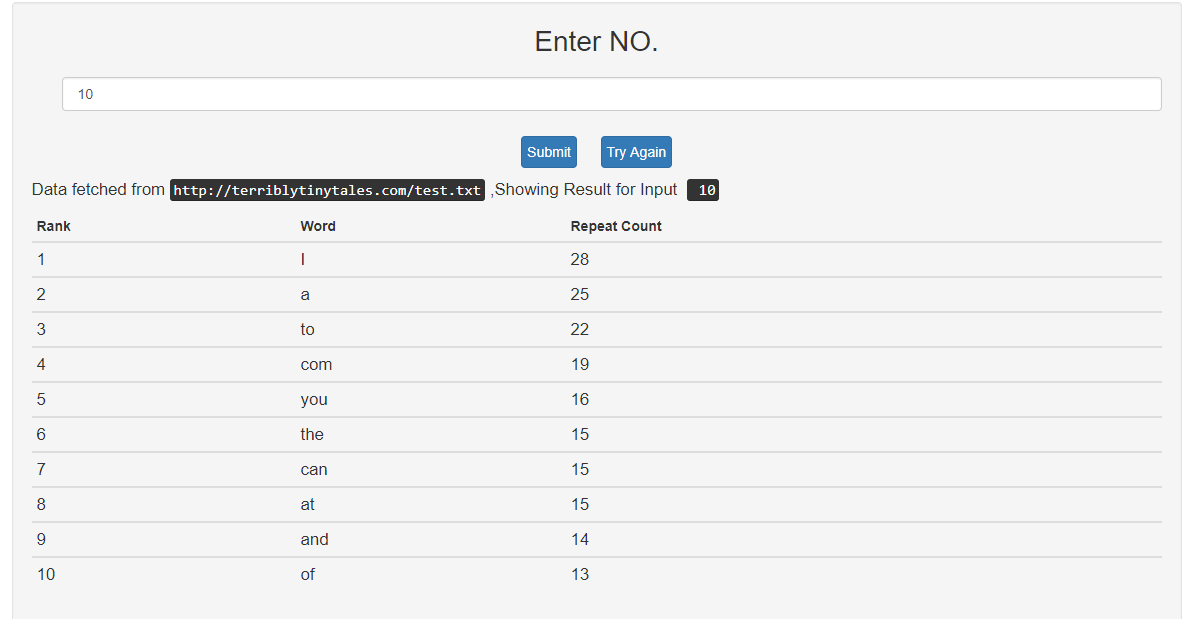 Enter NO.
10
Submit Try Again
Data fetched from http://terriblytinytales.com/test.txt ,Showing Result for Input 10
Rank Word Repeat Count
1 I 28
2 a 25
3 to 22
4 com 19
5 you 16
6 the 15
7 can 15
8 at 15
9 and 14
10 of 13